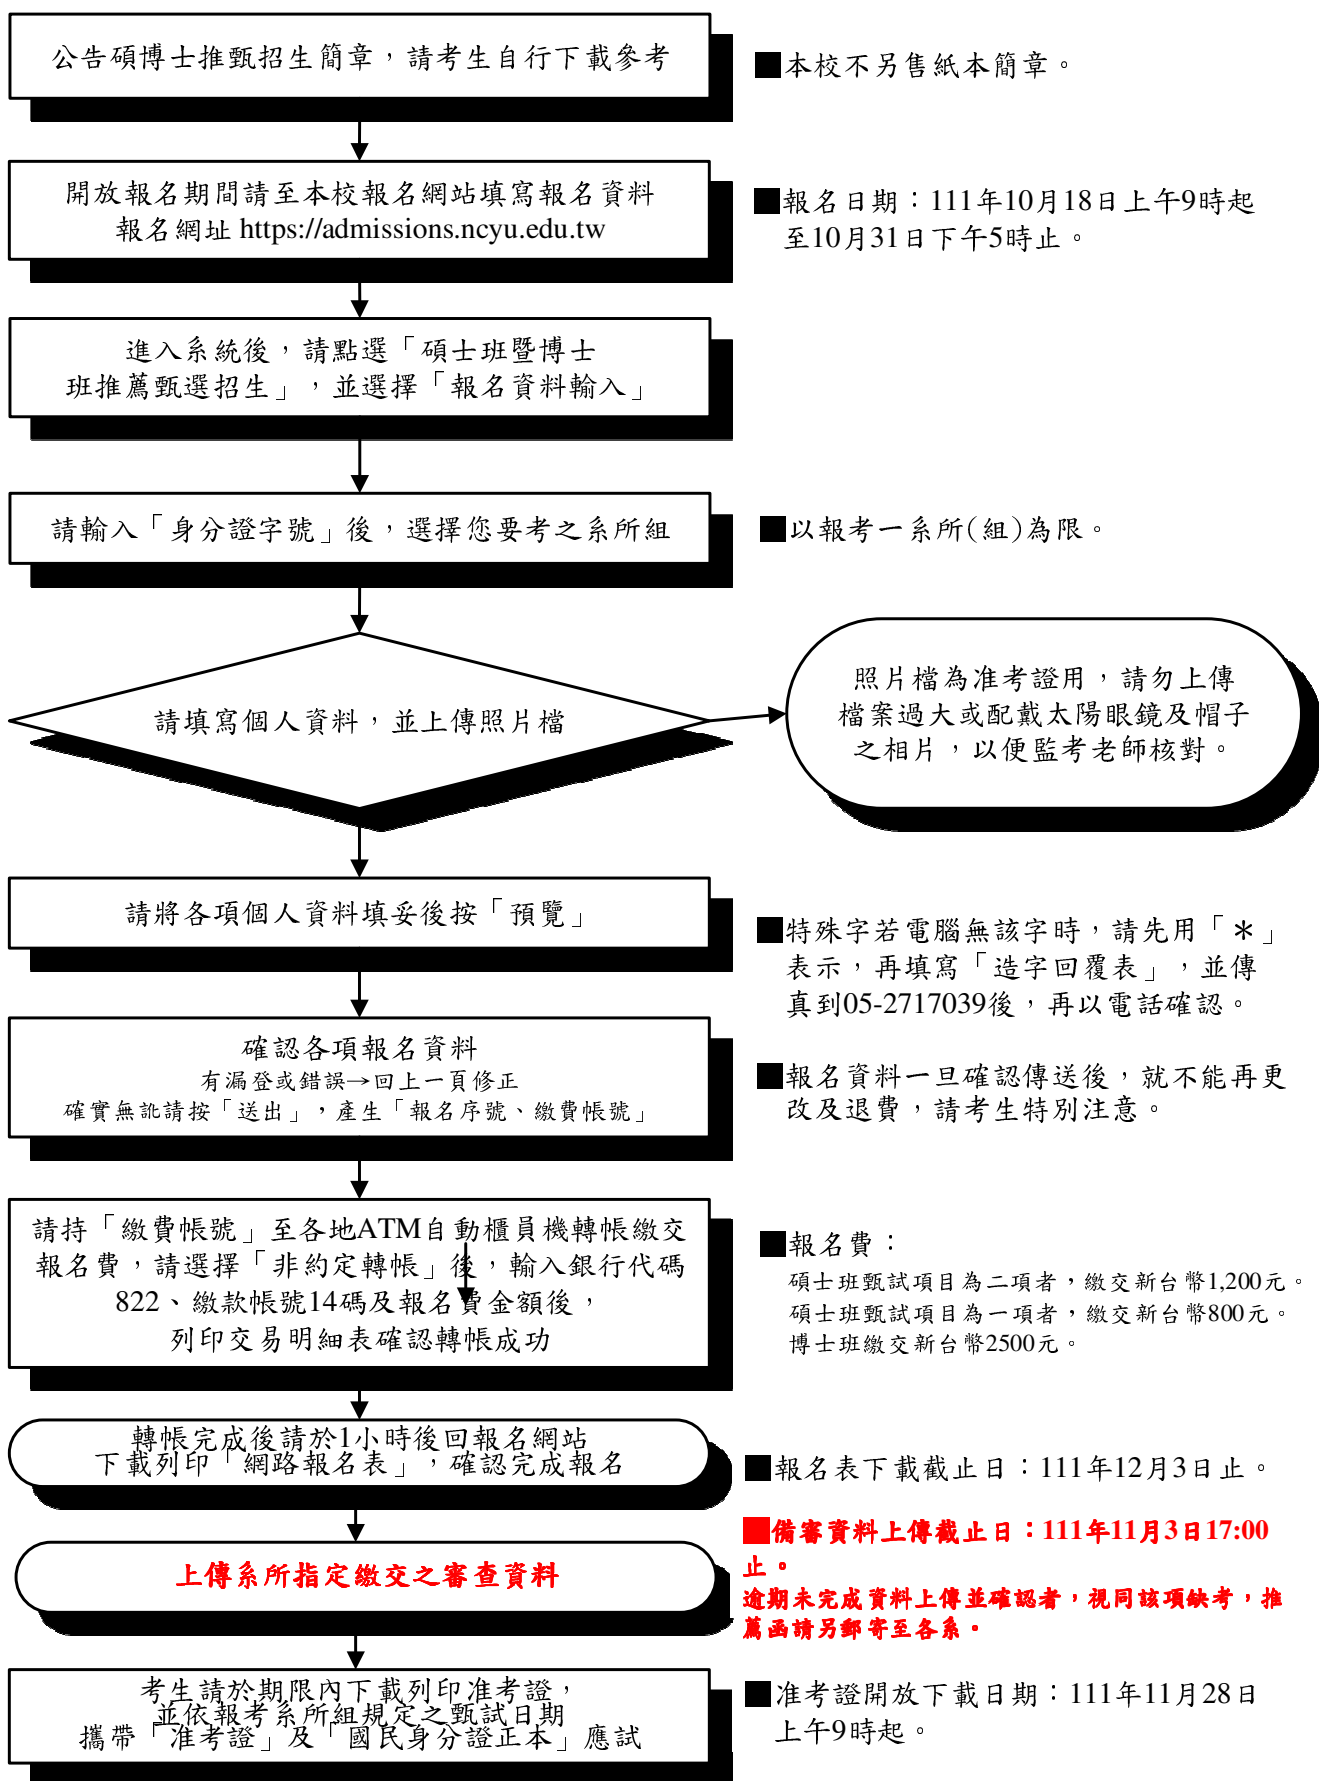 公告碩博士推甄招生簡章，請考生自行下載參考
■本校不另售紙本簡章。
開放報名期間請至本校報名網站填寫報名資料
報名網址 https://admissions.ncyu.edu.tw
■報名日期：111年10月18日上午9時起
至10月31日下午5時止。
進入系統後，請點選「碩士班暨博士
班推薦甄選招生」，並選擇「報名資料輸入」
請輸入「身分證字號」後，選擇您要考之系所組
■以報考一系所(組)為限。
請填寫個人資料，並上傳照片檔
照片檔為准考證用，請勿上傳
檔案過大或配戴太陽眼鏡及帽子
之相片，以便監考老師核對。
請將各項個人資料填妥後按「預覽」
■特殊字若電腦無該字時，請先用「＊」
表示，再填寫「造字回覆表」，並傳
真到05-2717039後，再以電話確認。
確認各項報名資料
有漏登或錯誤→回上一頁修正
確實無訛請按「送出」，產生「報名序號、繳費帳號」
■報名資料一旦確認傳送後，就不能再更
改及退費，請考生特別注意。
請持「繳費帳號」至各地ATM自動櫃員機轉帳繳交
報名費，請選擇「非約定轉帳」後，輸入銀行代碼
822、繳款帳號14碼及報名費金額後，
列印交易明細表確認轉帳成功
■報名費：
碩士班甄試項目為二項者，繳交新台幣1,200元。
碩士班甄試項目為一項者，繳交新台幣800元。
博士班繳交新台幣2500元。
轉帳完成後請於1小時後回報名網站
下載列印「網路報名表」，確認完成報名
■報名表下載截止日：111年12月3日止。
上傳系所指定繳交之審查資料
■備審資料上傳截止日：111年11月3日17:00
止。
逾期未完成資料上傳並確認者，視同該項缺考，推
薦函請另郵寄至各系。
考生請於期限內下載列印准考證，
並依報考系所組規定之甄試日期
攜帶「准考證」及「國民身分證正本」應試
■准考證開放下載日期：111年11月28日
上午9時起。